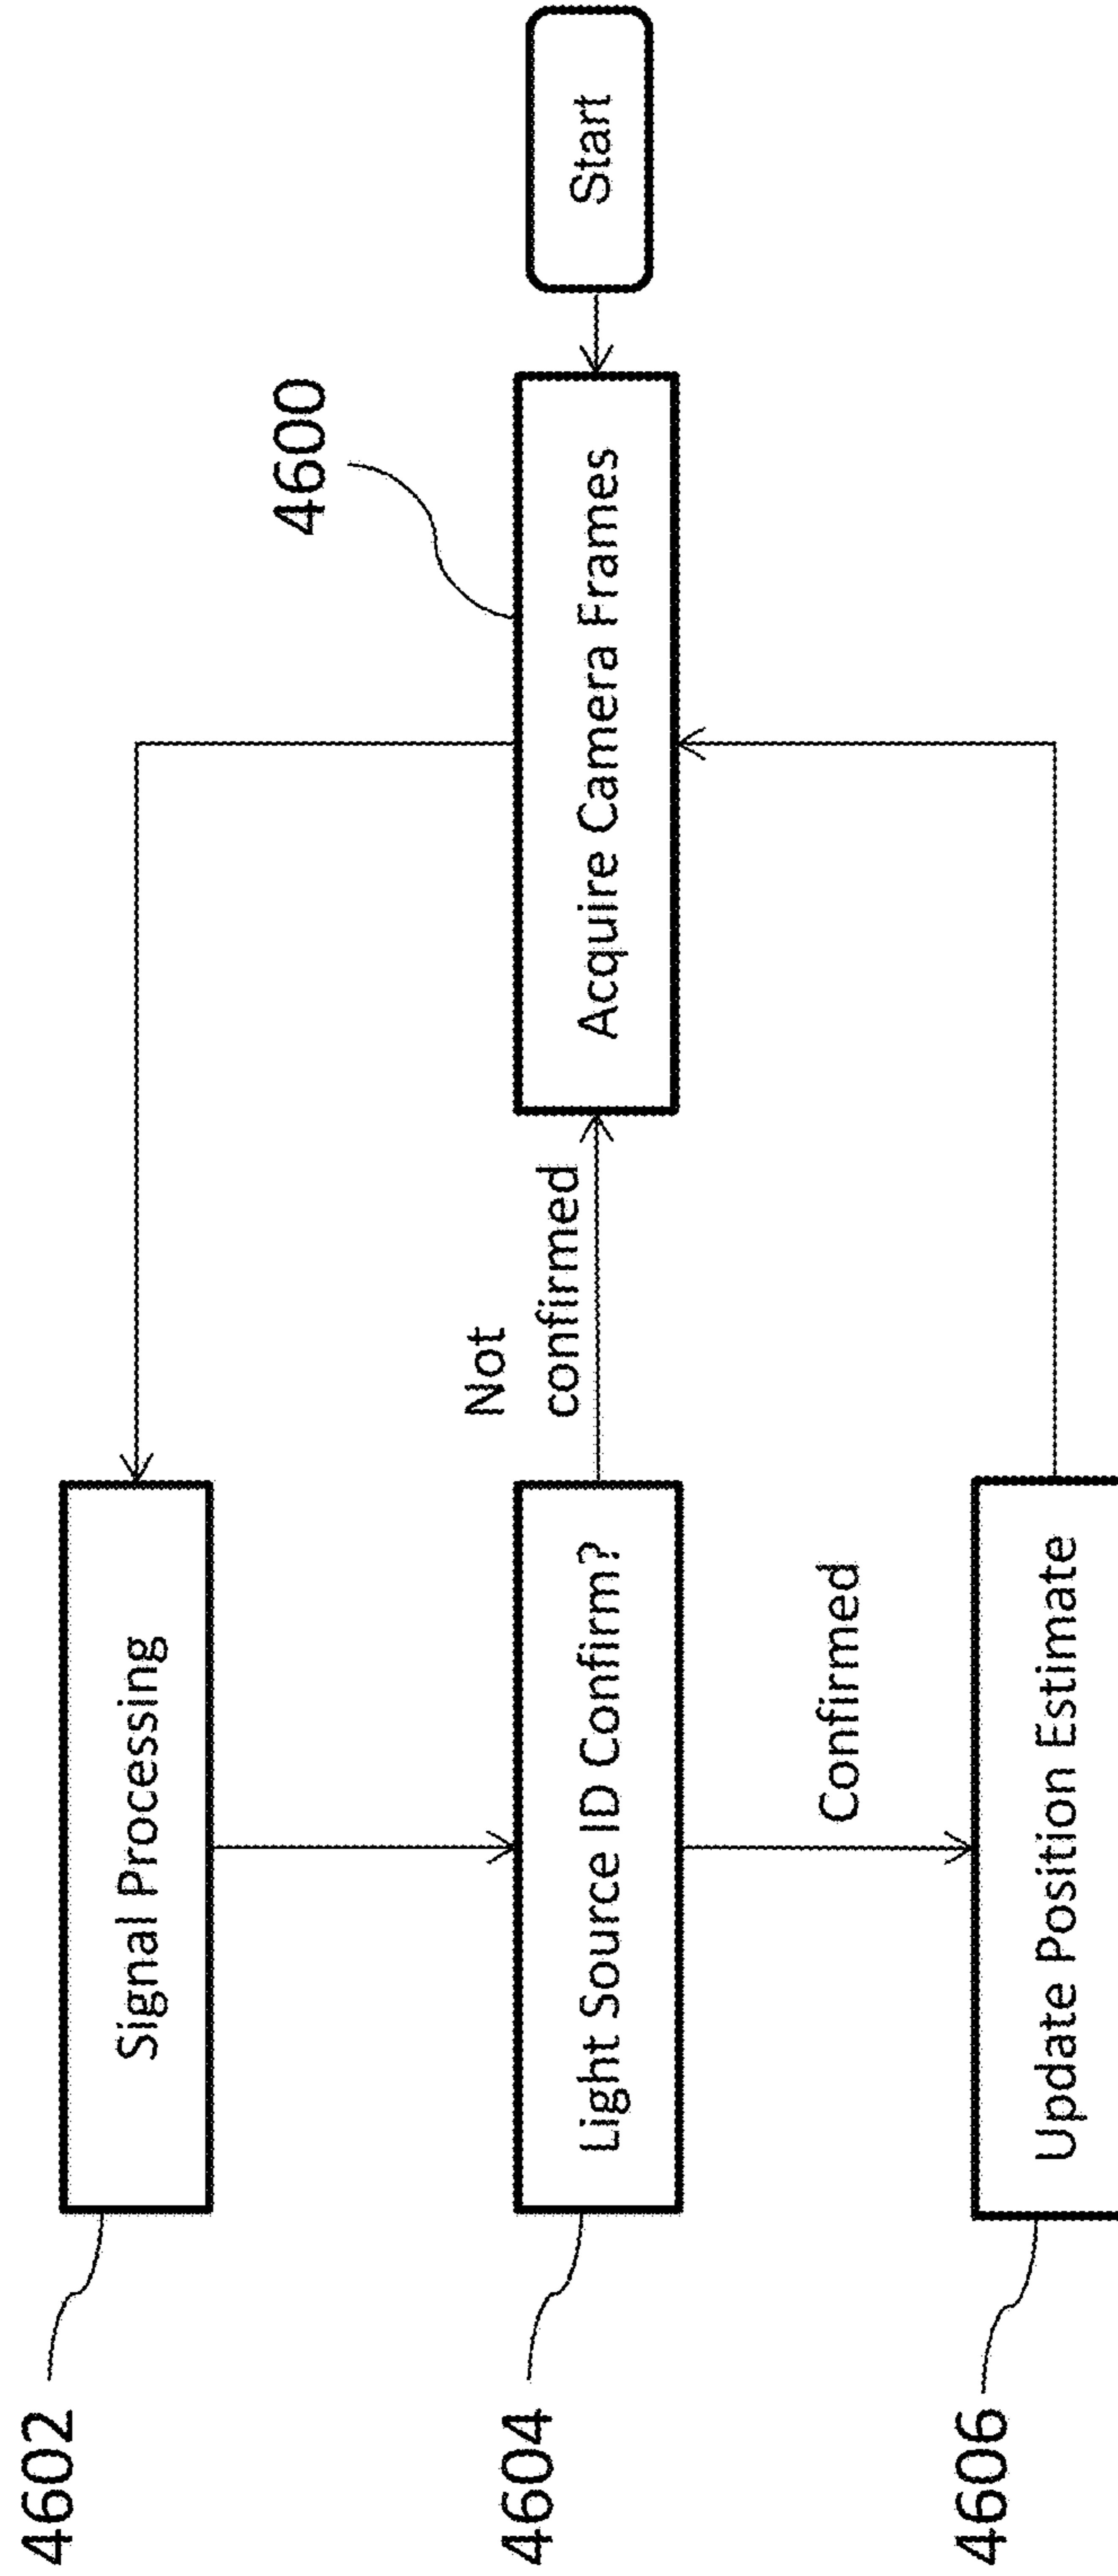 4602
Signal Processing
4600
Start
Acquire Camera Frames
Not
confirmed
4604
Light Source ID Confirm?
Confirmed
4606
Update Position Estimate